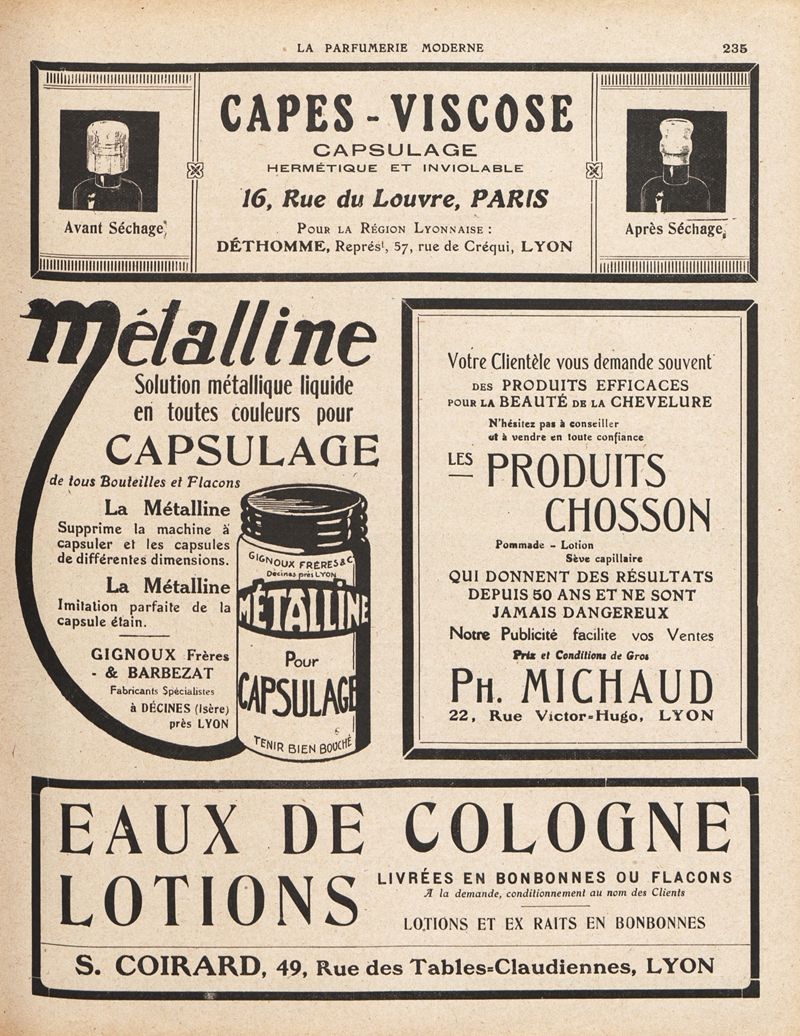 LA PARFUMERIE MODERNE
235
CAPES - VISCOSE
CAPSULAGE
HERMÉTIQUE ET INVIOLABLE
16, Rue du Louvre, PARIS
POUR LA RÉGION LYONNAISE :
DÉTHOMME, Représt, 57, rue de Créqui, LYON
Avant Séchage
Après Séchage
Métalline
Solution métallique liquide
en toutes couleurs pour
CAPSULAGE
de tous Bouteilles et Flacons
La Métalline
Supprime la machine à
capsuler et les capsules
de différentes dimensions.
La Métalline
Imitation parfaite de la
capsule étain.
GIGNOUX Frères
- & BARBEZAT
Fabricants Spécialistes
à DÉCINES (Isère)
près LYON
GIGNOUX FRÈRES & C
Décines près LYON
MÉTALLINE
Pour
CAPSULAGE
TENIR BIEN BOUCHÉ
Votre Clientèle vous demande souvent
DES PRODUITS EFFICACES
POUR LA BEAUTÉ DE LA CHEVELURE
N'hésitez pas à conseiller
et à vendre en toute confiance
LES PRODUITS
CHOSSON
Pommade - Lotion
Sève capillaire
QUI DONNENT DES RÉSULTATS
DEPUIS 50 ANS ET NE SONT
JAMAIS DANGEREUX
Notre Publicité facilite vos Ventes
Prix et Conditions de Gros
PH. MICHAUD
22, Rue Victor-Hugo, LYON
EAUX DE COLOGNE
LOTIONS
LIVRÉES EN BONBONNES OU FLACONS
A la demande, conditionnement au nom des Clients
LOTIONS ET EX RAITS EN BONBONNES
S. COIRARD, 49, Rue des Tables-Claudiennes, LYON